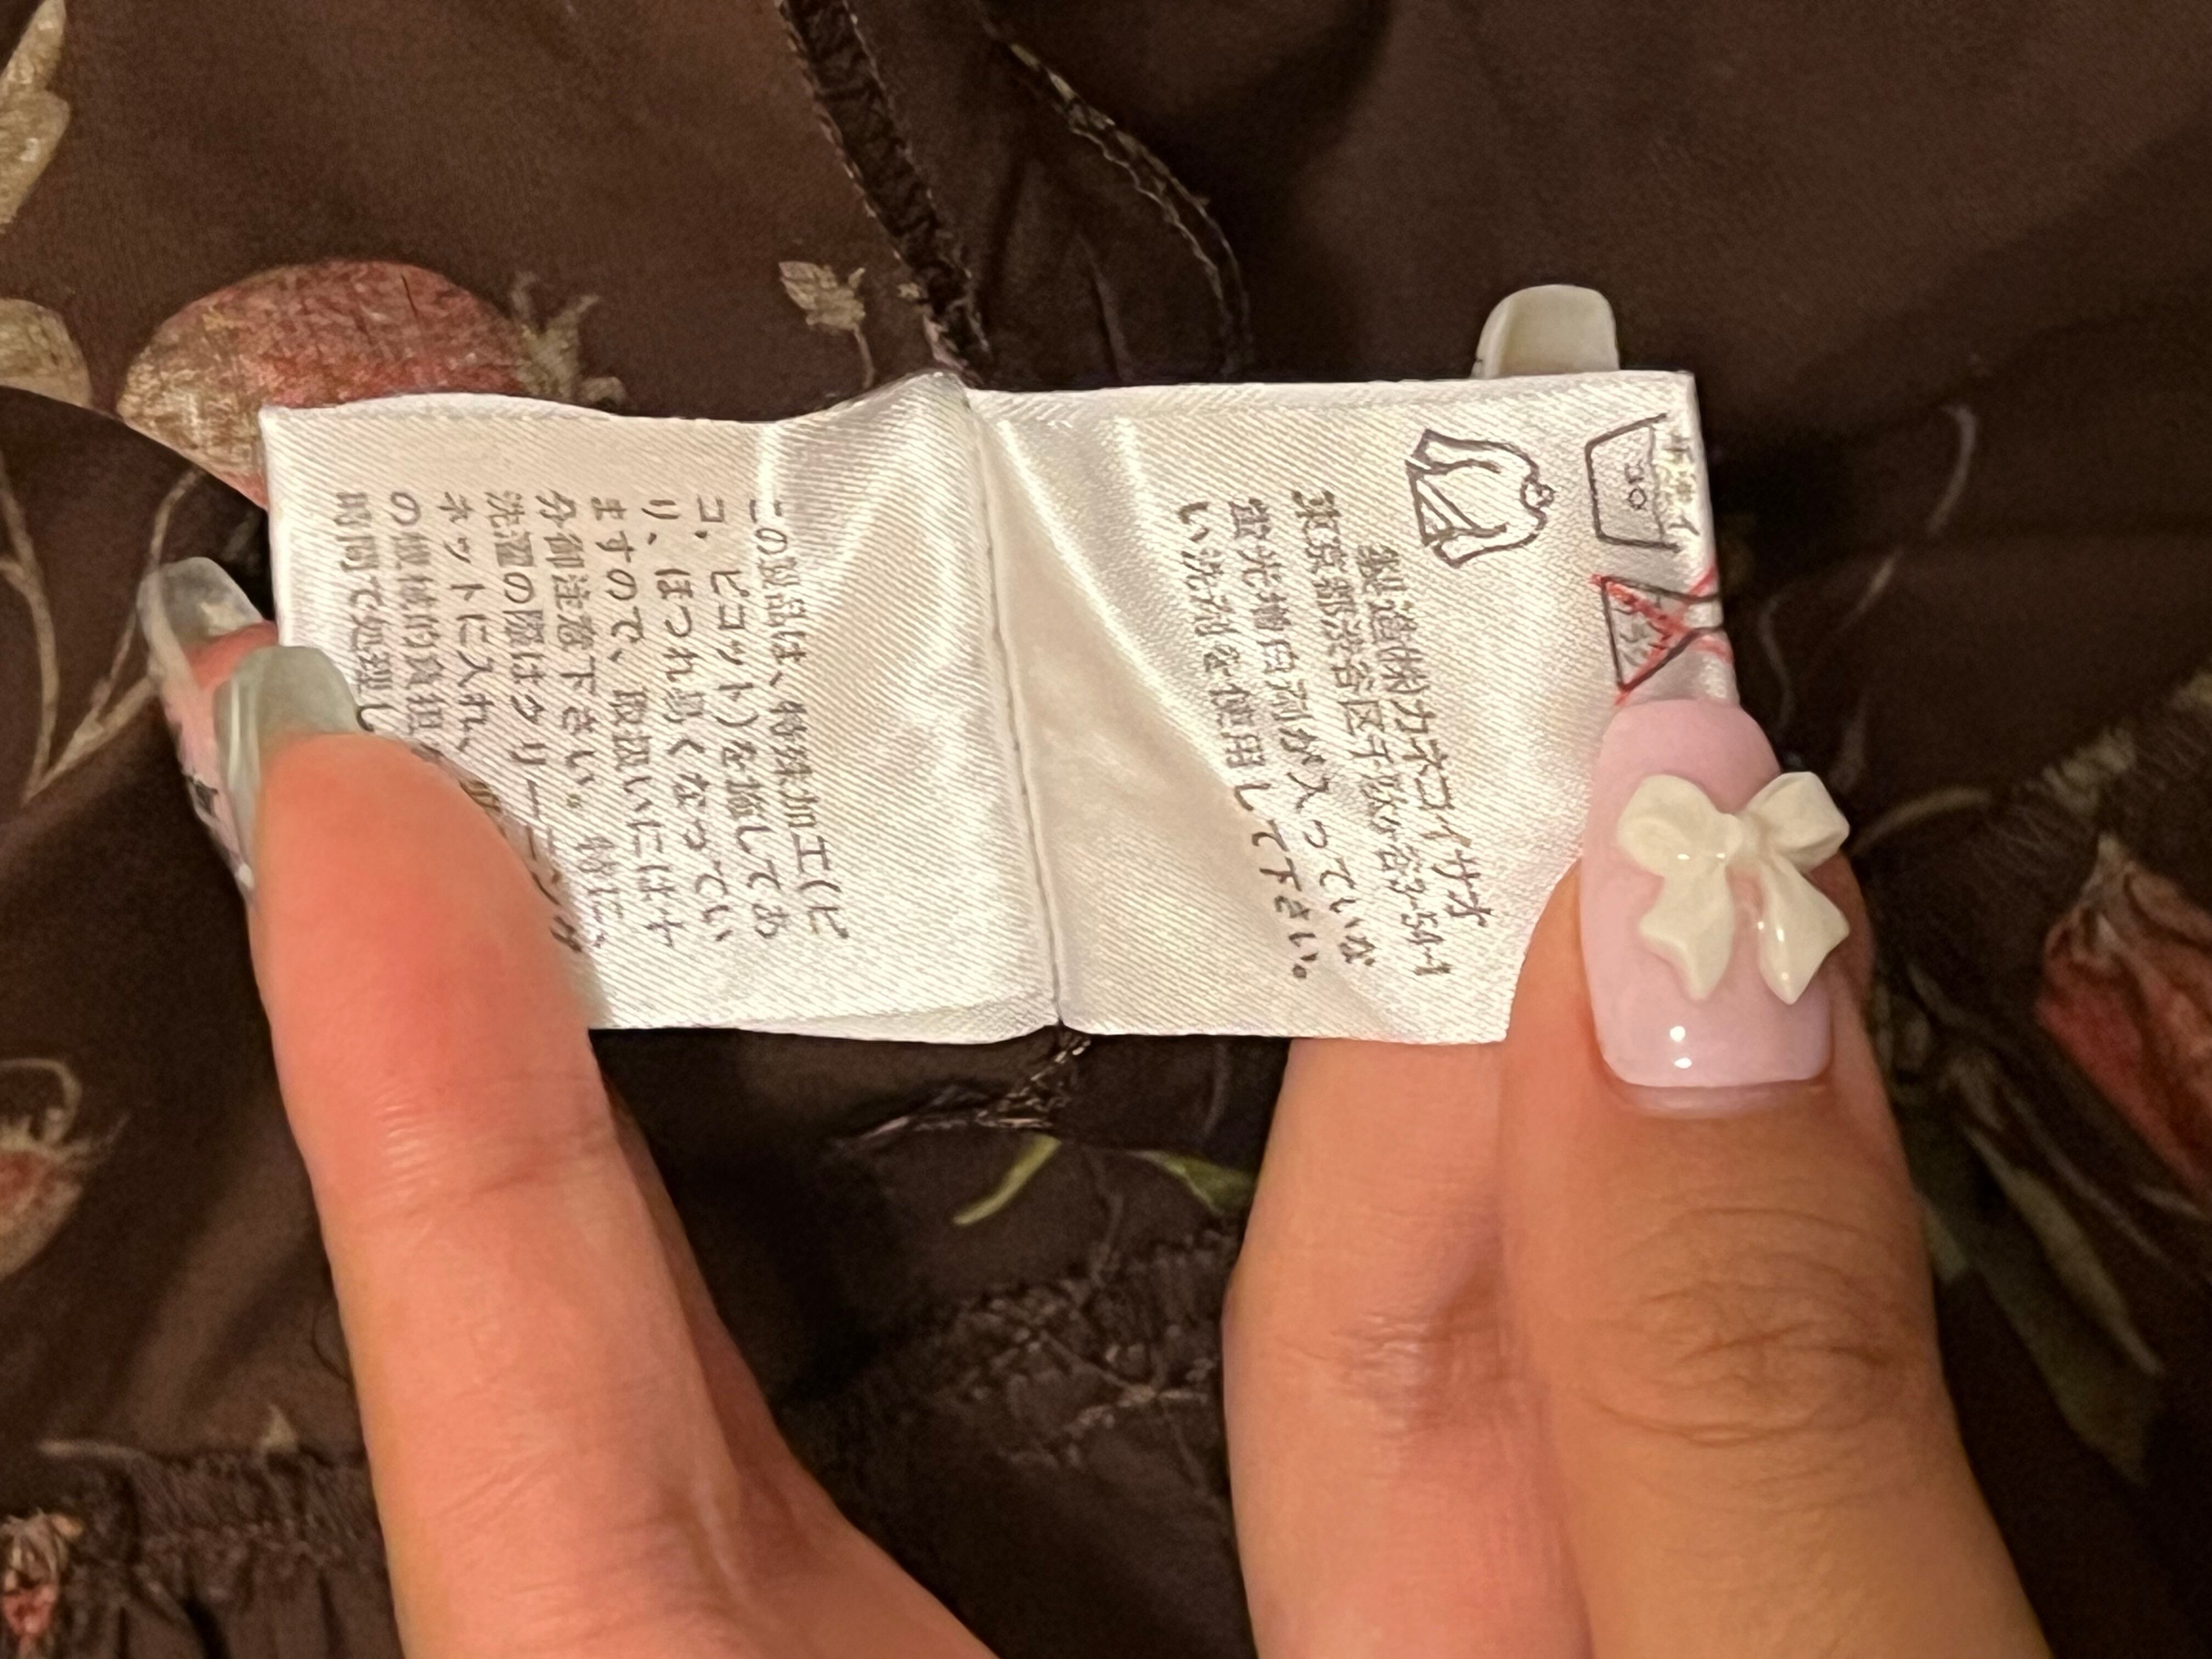 手洗イ
30
製造㈱カネコイサオ
東京都渋谷区千駄ヶ谷3-54-1
蛍光増白剤が入っていな
い洗剤を使用して下さい。
この製品は、特殊加工(ピ
コ、ピコット)を施してあ
り、ほつれ易くなってい
ますので、取扱いには十
分御注意下さい。特に、
洗濯の際はクリーニング
ネットに入れ、
の機械的負担
時間で処理し